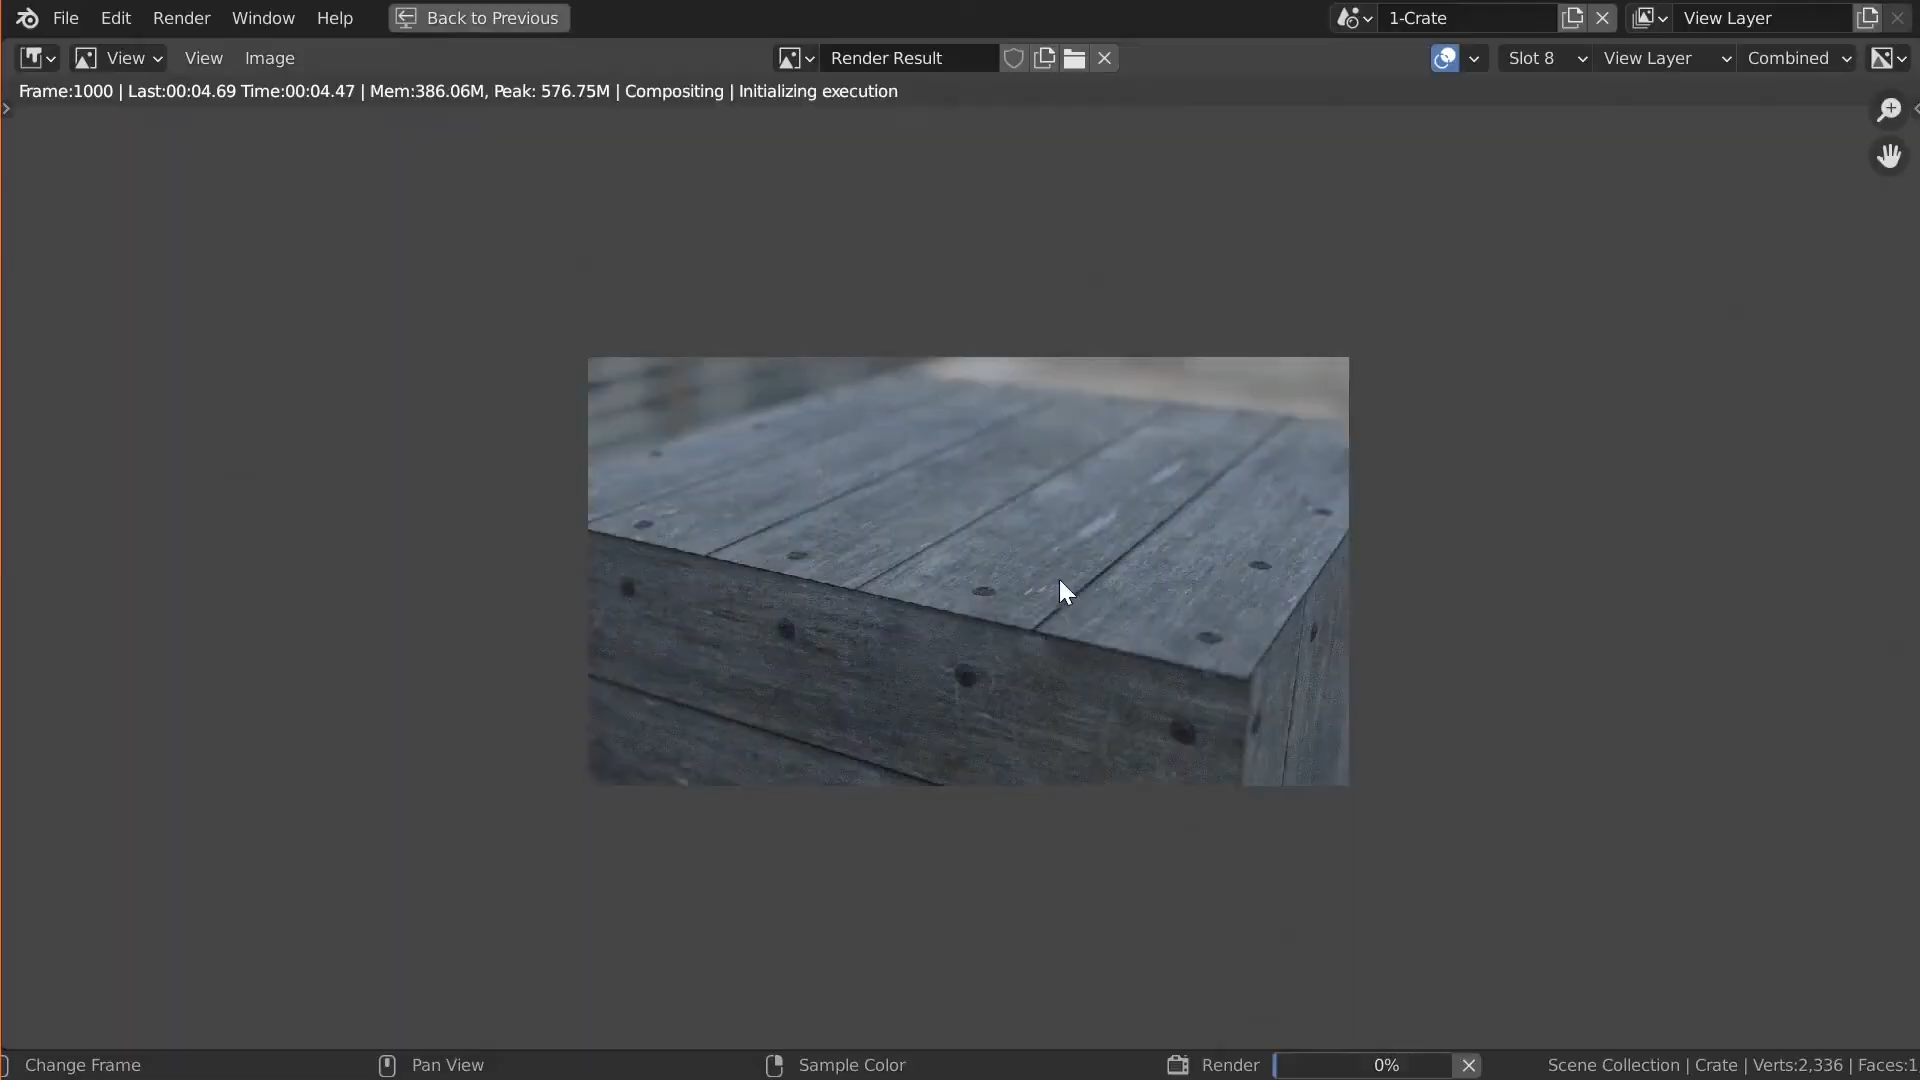 File Edit Render Window Help Back to Previous 1-Crate View Layer
View View Image Render Result Slot 8 View Layer Combined
Frame:1000 | Last:00:04.69 Time:00:04.47 | Mem:386.06M, Peak: 576.75M | Compositing | Initializing execution
Change Frame Pan View Sample Color Render 0% Scene Collection | Crate | Verts:2,336 | Faces:1